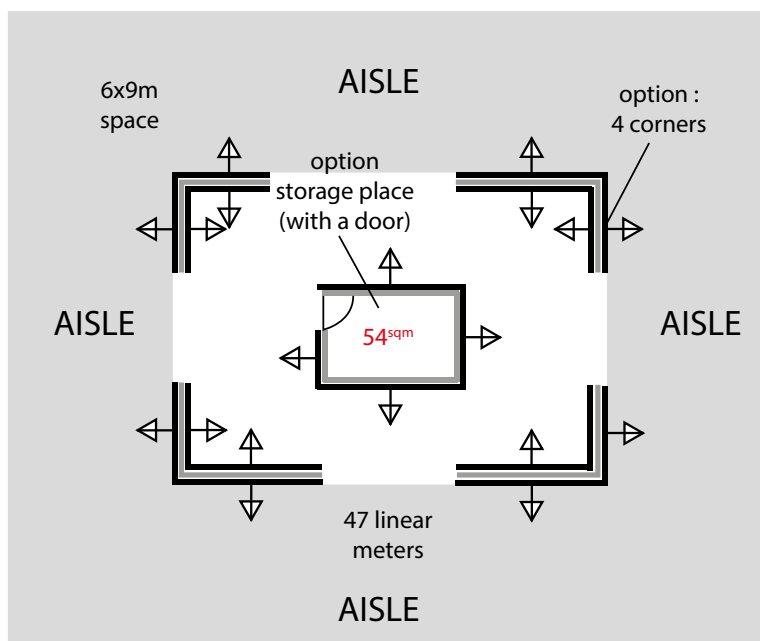 AISLE
6x9m
space
option :
4 corners
option
storage place
(with a door)
AISLE
54sqm
AISLE
47 linear
meters
AISLE